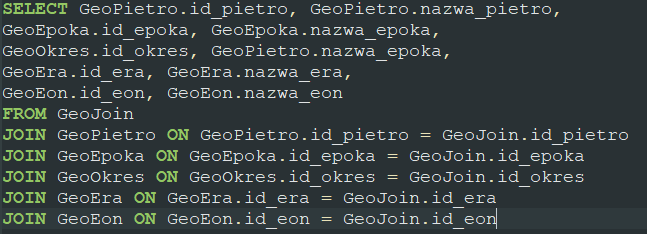 SELECT GeoPietro.id_pietro, GeoPietro.nazwa_pietro,
GeoEpoka.id_epoka, GeoEpoka.nazwa_epoka,
GeoOkres.id_okres, GeoPietro.nazwa_epoka,
GeoEra.id_era, GeoEra.nazwa_era,
GeoEon.id_eon, GeoEon.nazwa_eon
FROM GeoJoin
JOIN GeoPietro ON GeoPietro.id_pietro = GeoJoin.id_pietro
JOIN GeoEpoka ON GeoEpoka.id_epoka = GeoJoin.id_epoka
JOIN GeoOkres ON GeoOkres.id_okres = GeoJoin.id_okres
JOIN GeoEra ON GeoEra.id_era = GeoJoin.id_era
JOIN GeoEon ON GeoEon.id_eon = GeoJoin.id_eon